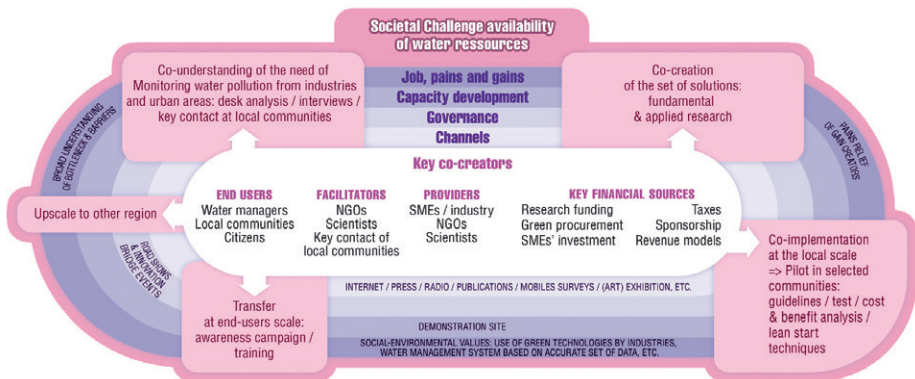 Societal Challenge availability
of water ressources
Co-understanding of the need of
Monitoring water pollution from industries
and urban areas: desk analysis / interviews /
key contact at local communities
Job, pains and gains
Capacity development
Governance
Channels
Co-creation
of the set of solutions:
fundamental
& applied research
BROAD UNDERSTANDING
OF BOTTLENECK & BARRIERS
PAINS RELIEF
OF GAIN CREATORS
Key co-creators
END USERS
Water managers
Local communities
Citizens
FACILITATORS
NGOs
Scientists
Key contact of
local communities
PROVIDERS
SMEs / industry
NGOs
Scientists
KEY FINANCIAL SOURCES
Research funding
Green procurement
SMEs' investment
Taxes
Sponsorship
Revenue models
Upscale to other region
ROAD SHOWS
& INNOVATION
BRIDGE EVENTS
Transfer
at end-users scale:
awareness campaign /
training
INTERNET / PRESS / RADIO / PUBLICATIONS / MOBILES SURVEYS / (ART) EXHIBITION, ETC.
DEMONSTRATION SITE
SOCIAL-ENVIRONMENTAL VALUES: USE OF GREEN TECHNOLOGIES BY INDUSTRIES,
WATER MANAGEMENT SYSTEM BASED ON ACCURATE SET OF DATA, ETC.
Co-implementation
at the local scale
=> Pilot in selected
communities:
guidelines / test / cost
& benefit analysis /
lean start
techniques